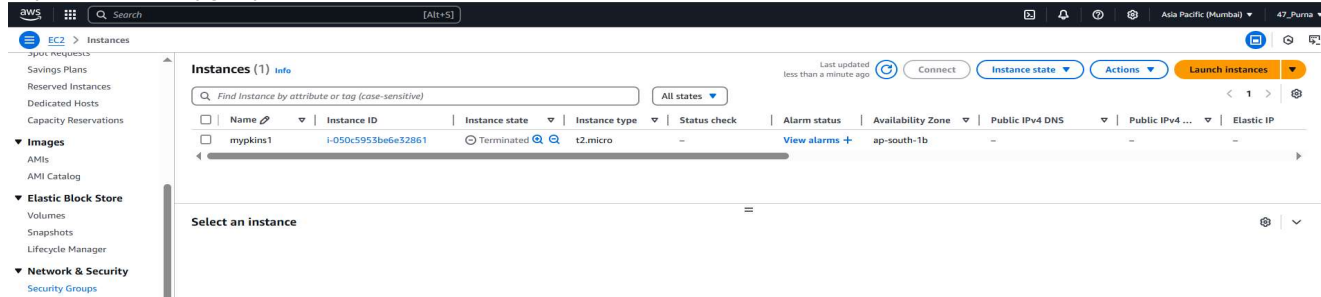 aws Search [Alt+S] Asia Pacific (Mumbai) 47_Purna
EC2 > Instances
Spot Requests
Savings Plans
Reserved Instances
Dedicated Hosts
Capacity Reservations
Images
AMIs
AMI Catalog
Elastic Block Store
Volumes
Snapshots
Lifecycle Manager
Network & Security
Security Groups
Instances (1) Info
Last updated
less than a minute ago
Connect Instance state Actions Launch instances
Find Instance by attribute or tag (case-sensitive) All states < 1 >
Name Instance ID Instance state Instance type Status check Alarm status Availability Zone Public IPv4 DNS Public IPv4 ... Elastic IP
mypkins1 i-050c5953be6e32861 Terminated t2.micro – View alarms + ap-south-1b – – –
Select an instance